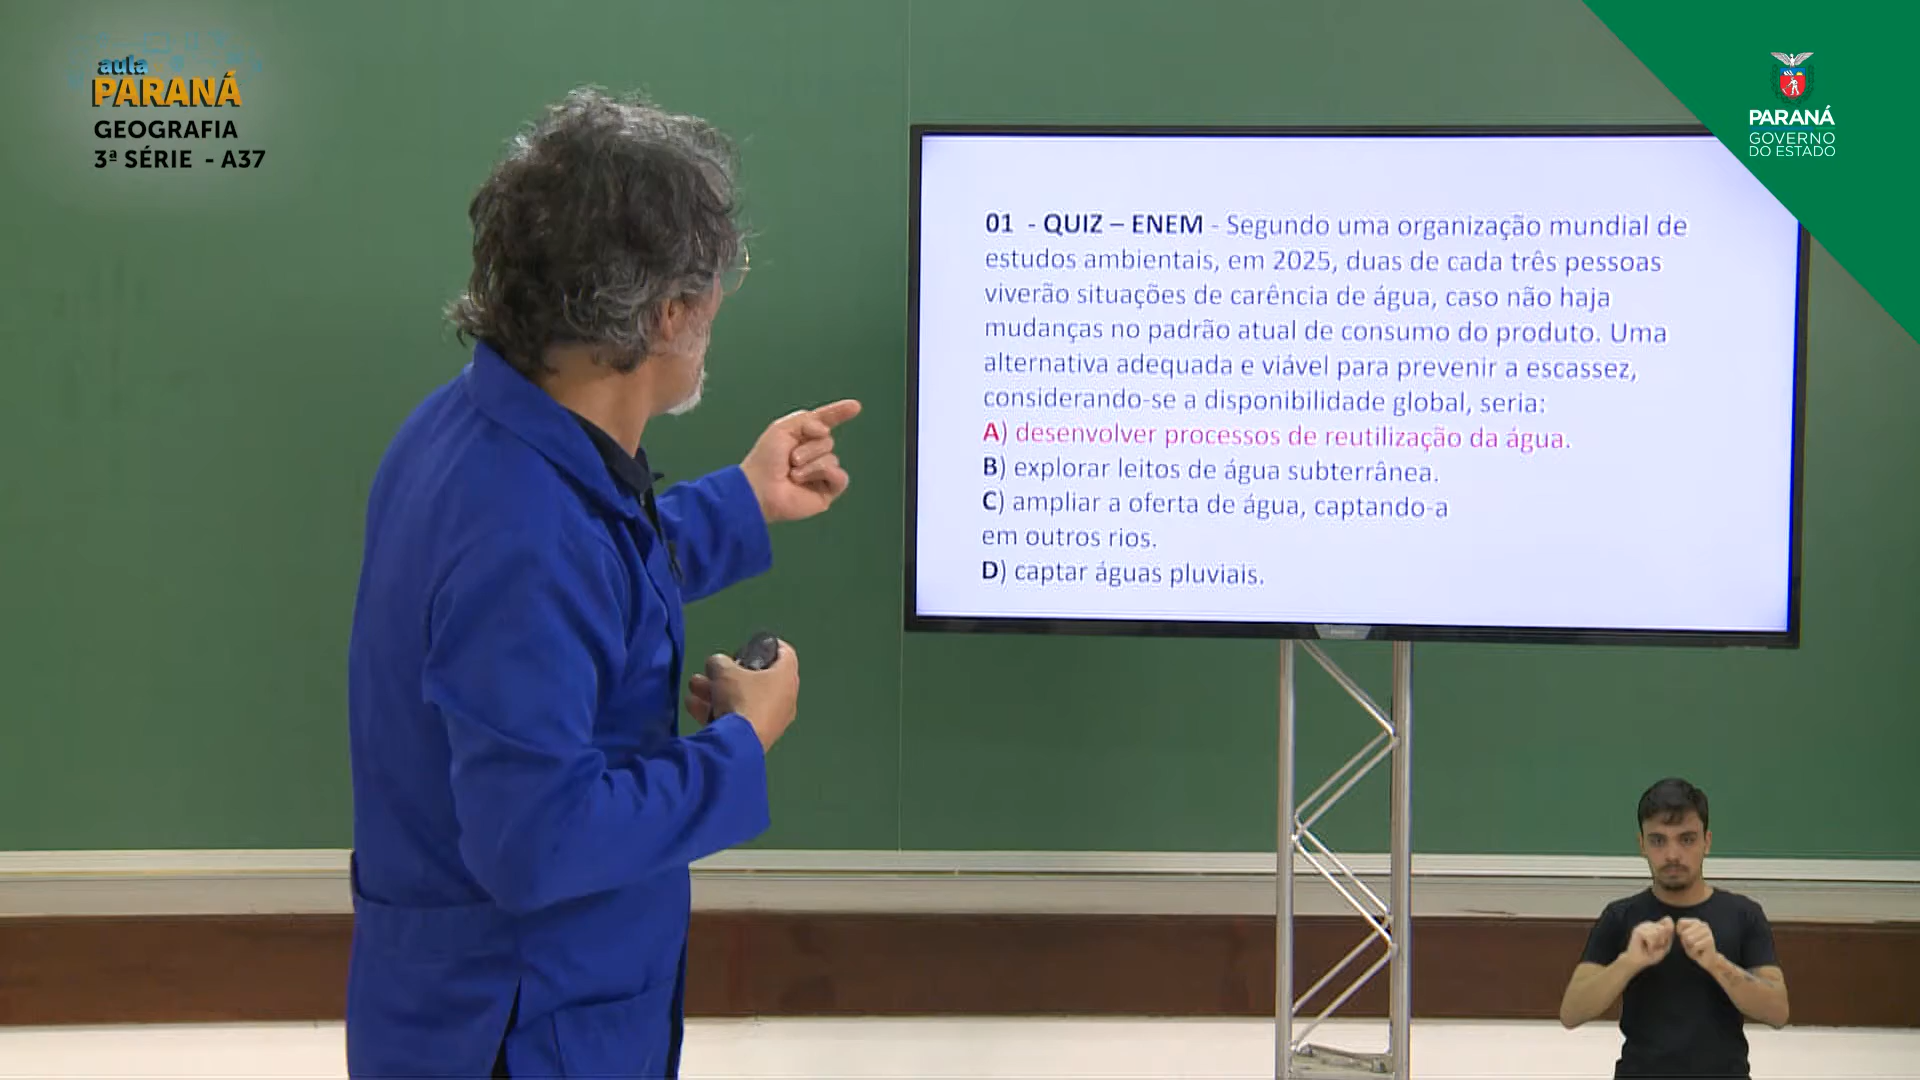 aula
PARANÁ
GEOGRAFIA
3ª SÉRIE - A37
PARANÁ
GOVERNO
DO ESTADO
01 - QUIZ – ENEM - Segundo uma organização mundial de
estudos ambientais, em 2025, duas de cada três pessoas
viverão situações de carência de água, caso não haja
mudanças no padrão atual de consumo do produto. Uma
alternativa adequada e viável para prevenir a escassez,
considerando-se a disponibilidade global, seria:
A) desenvolver processos de reutilização da água.
B) explorar leitos de água subterrânea.
C) ampliar a oferta de água, captando-a
em outros rios.
D) captar águas pluviais.